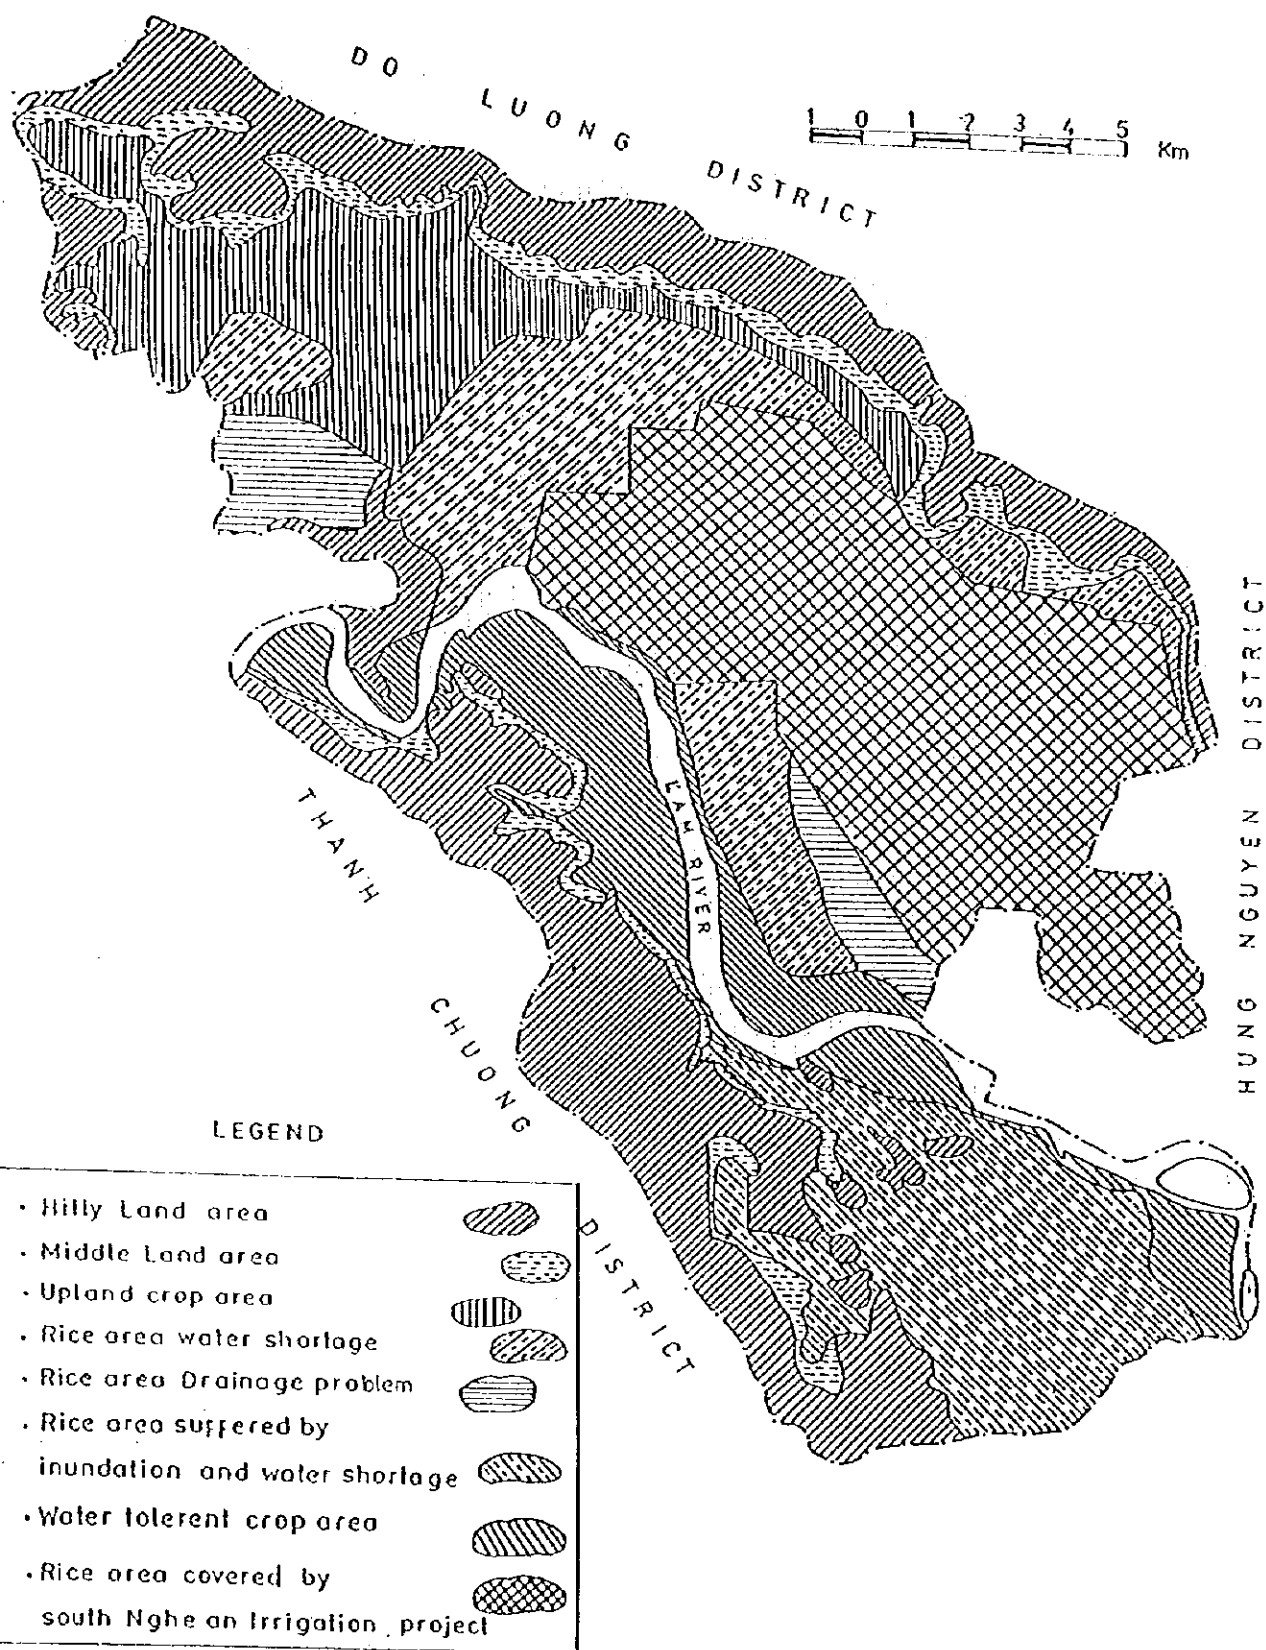 DO LUONG DISTRICT
1 0 1 2 3 4 5 Km
HUNG NGUYEN DISTRICT
LAM RIVER
THANH CHUONG DISTRICT
LEGEND
• Hilly Land area
• Middle Land area
• Upland crop area
• Rice area water shortage
• Rice area Drainage problem
• Rice area suffered by
inundation and water shortage
• Water tolerent crop area
• Rice area covered by
south Nghe an Irrigation project